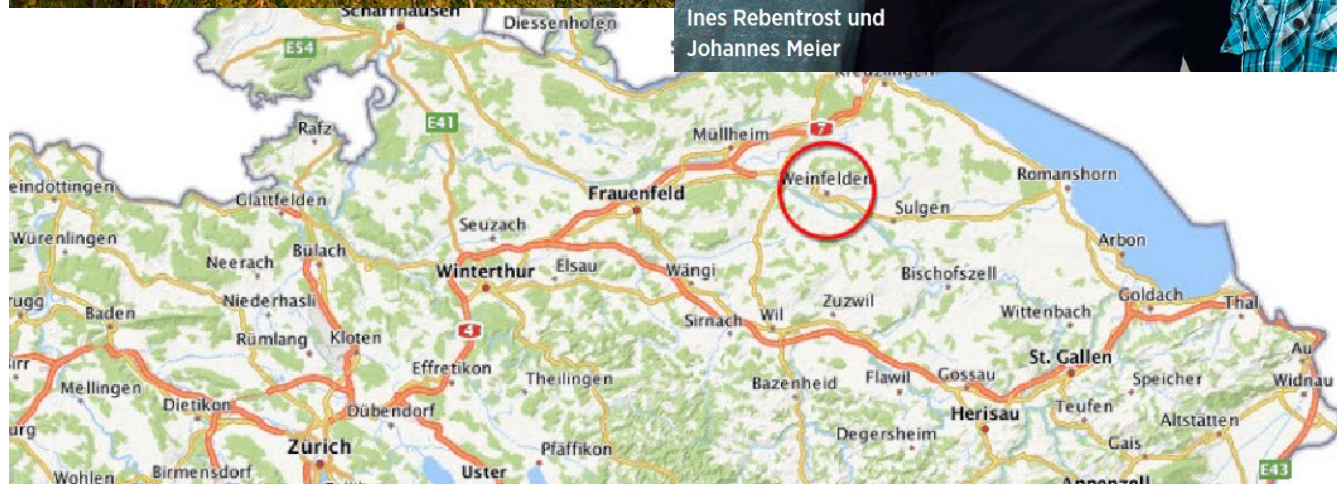 Ines Rebentrost und
Johannes Meier
Schaffhausen
Diessenhofen
E54
E41
Rafz
Müllheim
7
Weinfelden
Romanshorn
Frauenfeld
Glattfelden
Sulgen
Seuzach
Würenlingen
Arbon
Bülach
Neerach
Winterthur
Elsau
Wängi
Bischofszell
Niederhasli
Zuzwil
Goldach
Thal
Baden
Wittenbach
Sirnach
Wil
4
Rümlang
Kloten
Au
St. Gallen
Effretikon
Theilingen
Bazenheid
Flawil
Gossau
Speicher
Widnau
Mellingen
Dietikon
Dübendorf
Herisau
Teufen
Altstätten
Degersheim
Gais
Zürich
Pfäffikon
Wohlen
Birmensdorf
Uster
E43